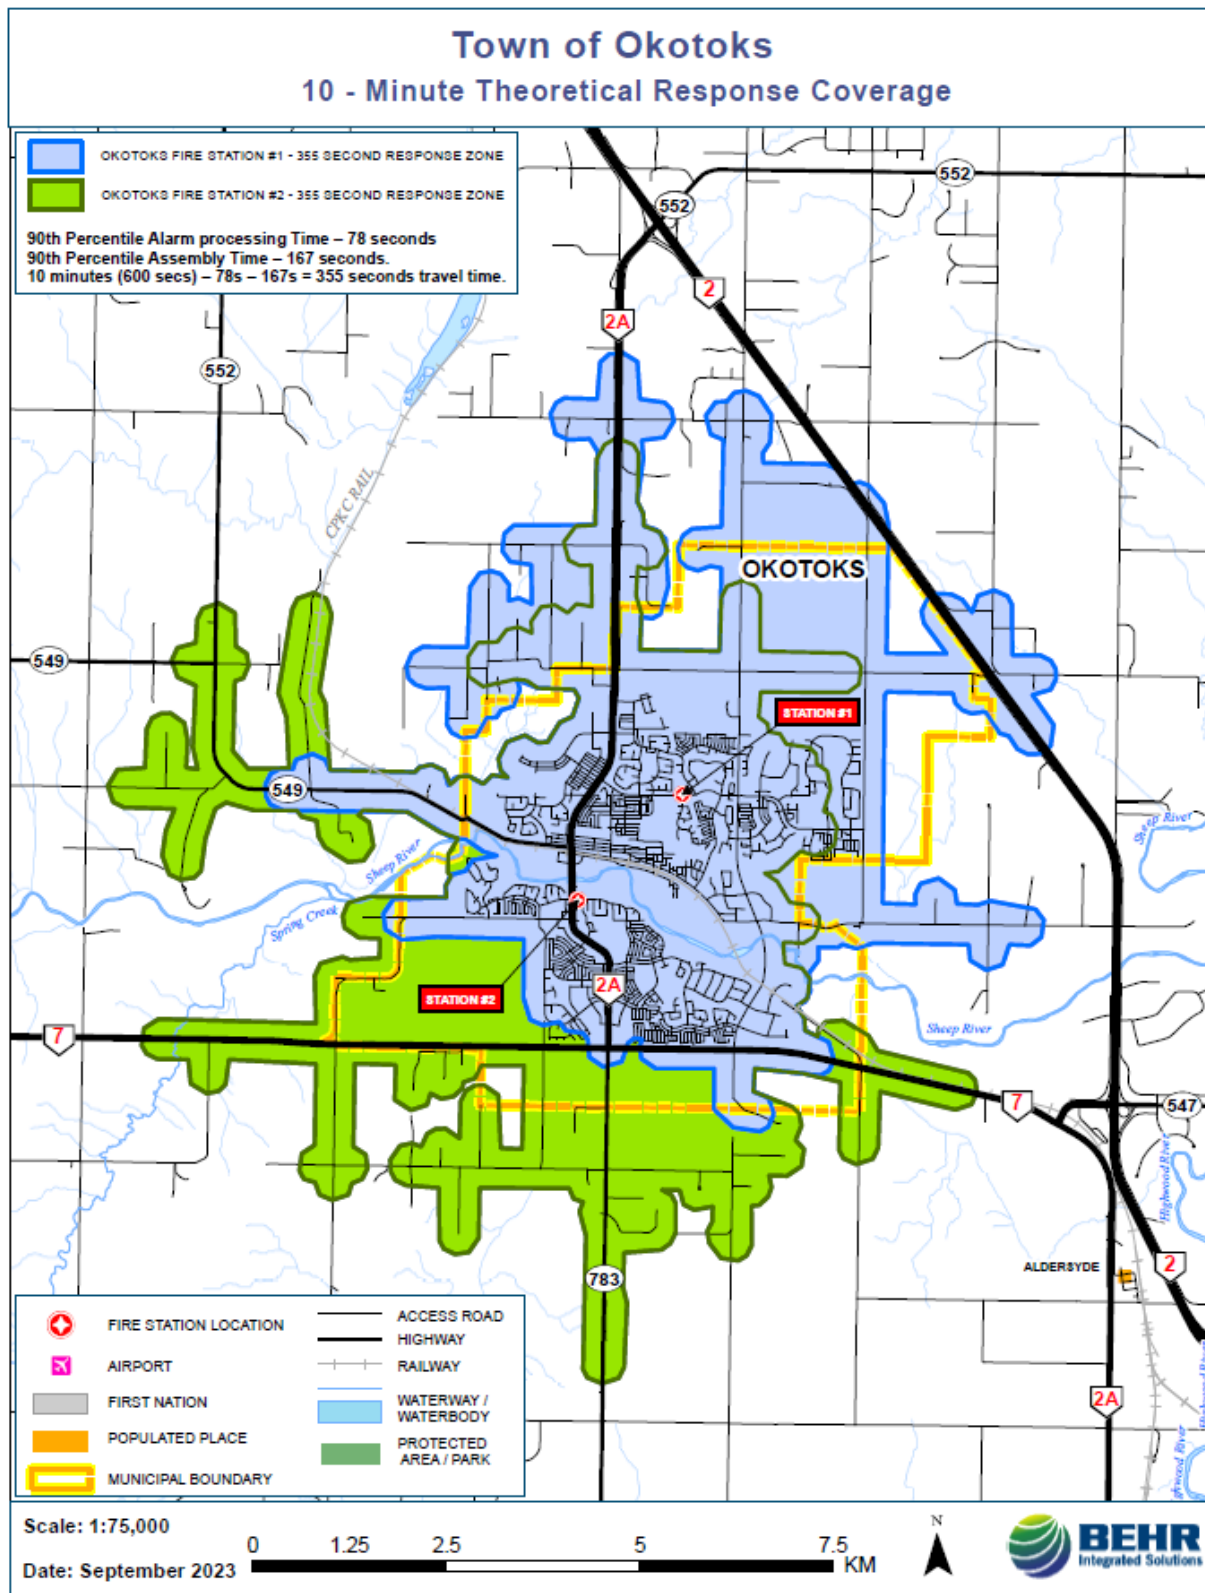 Town of Okotoks
10 - Minute Theoretical Response Coverage
OKOTOKS FIRE STATION #1 - 355 SECOND RESPONSE ZONE
OKOTOKS FIRE STATION #2 - 355 SECOND RESPONSE ZONE
90th Percentile Alarm processing Time – 78 seconds
90th Percentile Assembly Time – 167 seconds.
10 minutes (600 secs) – 78s – 167s = 355 seconds travel time.
552
552
2
2A
552
CPKC RAIL
OKOTOKS
549
STATION #1
549
Sheep River
Sheep River
Spring Creek
STATION #2
2A
Sheep River
7
7
547
Highwood River
ALDERSYDE
2
783
2A
FIRE STATION LOCATION
AIRPORT
FIRST NATION
POPULATED PLACE
MUNICIPAL BOUNDARY
ACCESS ROAD
HIGHWAY
RAILWAY
WATERWAY /
WATERBODY
PROTECTED
AREA / PARK
Scale: 1:75,000
Date: September 2023
0 1.25 2.5 5 7.5
KM
N
BEHR
Integrated Solutions